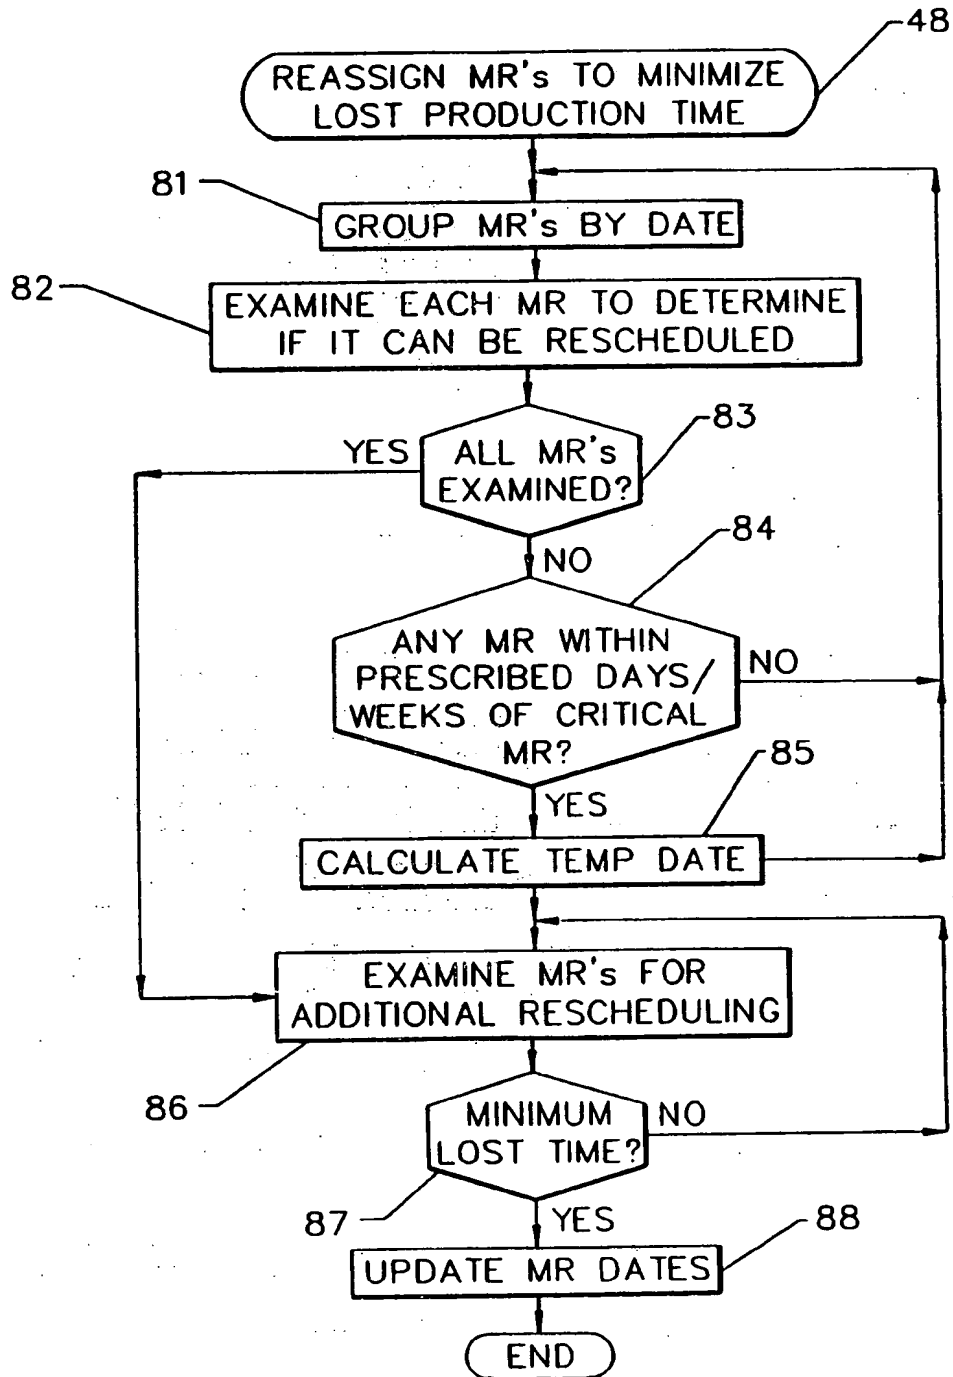 48
REASSIGN MR's TO MINIMIZE
LOST PRODUCTION TIME
81
GROUP MR's BY DATE
82
EXAMINE EACH MR TO DETERMINE
IF IT CAN BE RESCHEDULED
83
YES
ALL MR's
EXAMINED?
84
NO
ANY MR WITHIN
PRESCRIBED DAYS/
WEEKS OF CRITICAL
MR?
NO
85
YES
CALCULATE TEMP DATE
EXAMINE MR's FOR
ADDITIONAL RESCHEDULING
86
MINIMUM
LOST TIME?
NO
87
YES
88
UPDATE MR DATES
END